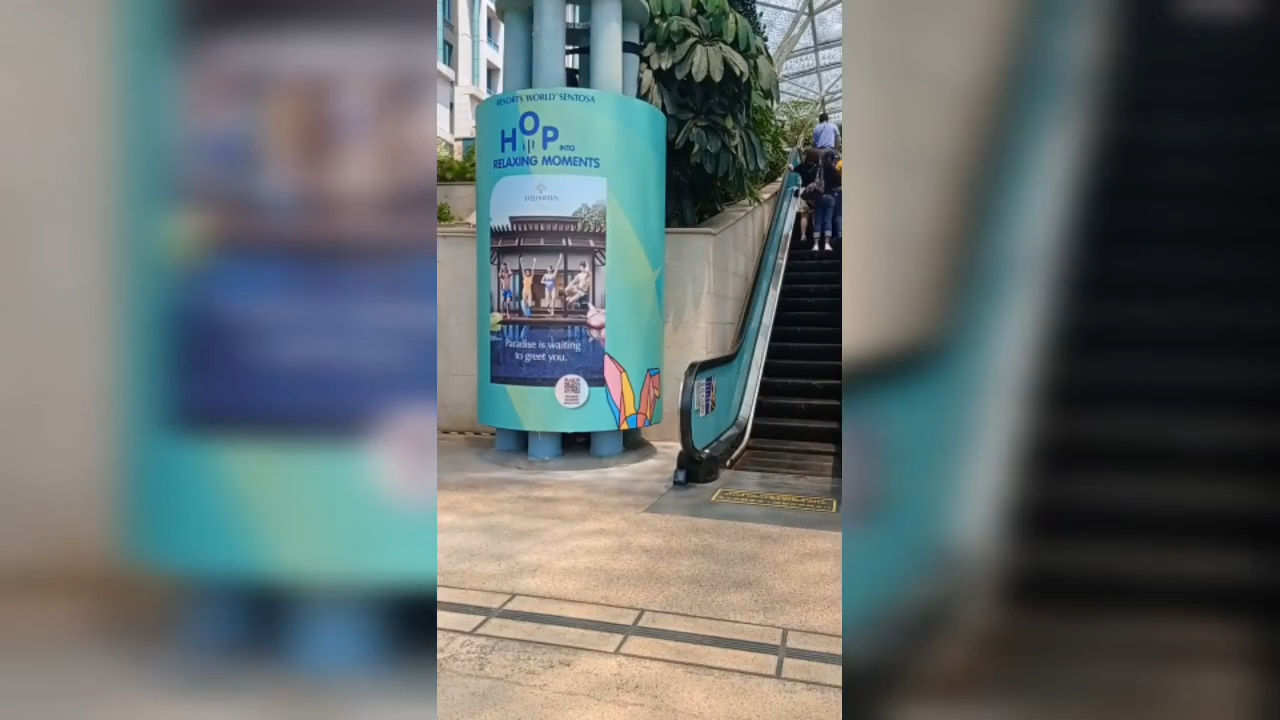 RESORTS WORLD SENTOSA
HOP INTO
RELAXING MOMENTS
EQUARIUS
Paradise is waiting
to greet you.